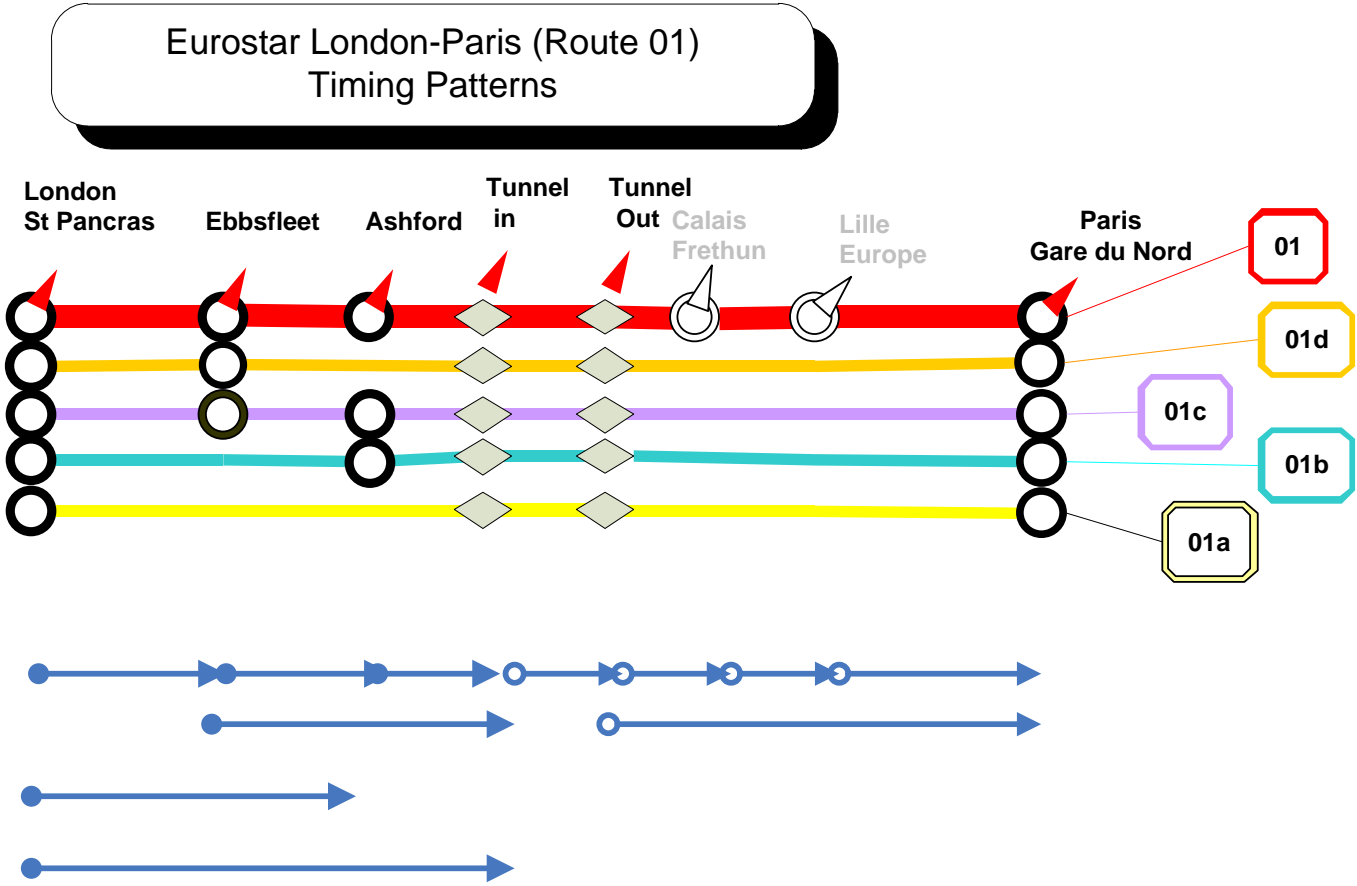 Eurostar London-Paris (Route 01)
Timing Patterns
London
St Pancras
Ebbsfleet
Ashford
Tunnel
in
Tunnel
Out
Calais
Frethun
Lille
Europe
Paris
Gare du Nord
01
01d
01c
01b
01a